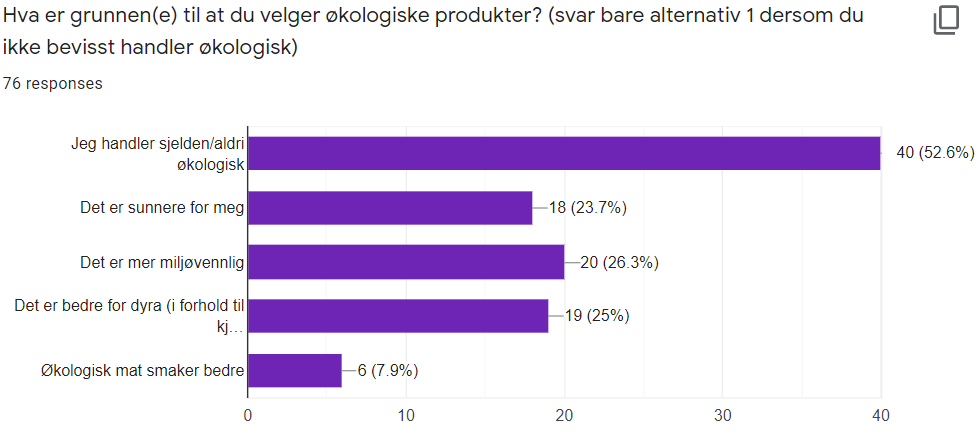 Hva er grunnen(e) til at du velger økologiske produkter? (svar bare alternativ 1 dersom du
ikke bevisst handler økologisk)
76 responses
Jeg handler sjelden/aldri
økologisk
40 (52.6%)
Det er sunnere for meg
18 (23.7%)
Det er mer miljøvennlig
20 (26.3%)
Det er bedre for dyra (i forhold til
kj…
19 (25%)
Økologisk mat smaker bedre
6 (7.9%)
0
10
20
30
40